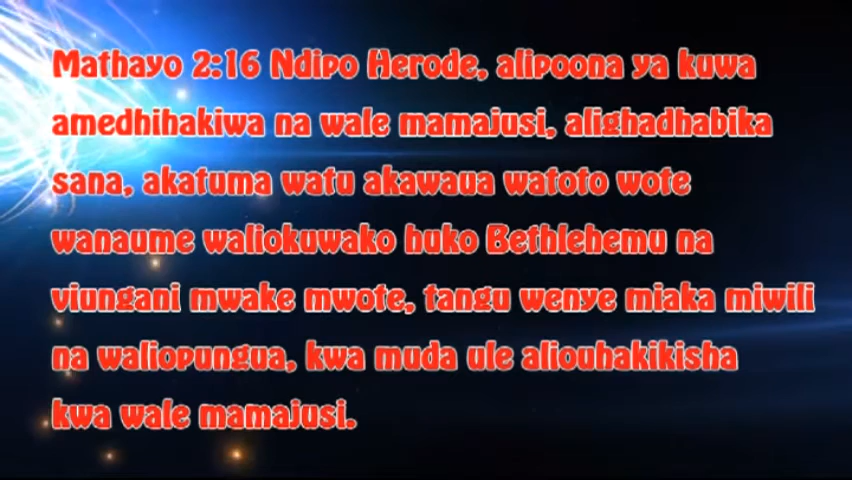 Mathayo 2:16 Ndipo Herode, alipoona ya kuwa
amedhihakiwa na wale mamajusi, alighadhabika
sana, akatuma watu akawaua watoto wote
wanaume waliokuwako huko Bethlehemu na
viungani mwake mwote, tangu wenye miaka miwili
na waliopungua, kwa muda ule aliouhakikisha
kwa wale mamajusi.